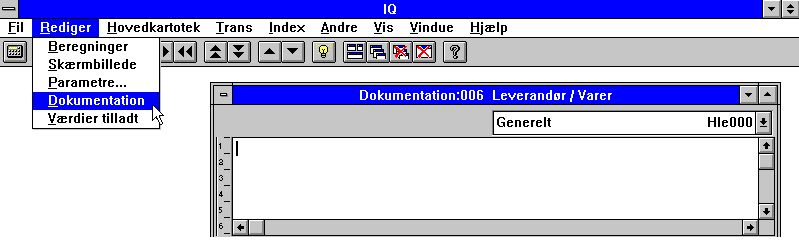 IQ
Fil Rediger Hovedkartotek Trans Index Andre Vis Vindue Hjælp
Beregninger
Skærmbillede
Parametre...
Dokumentation
Værdier tilladt
?
Dokumentation:006 Leverandør / Varer
Generelt Hle000
1
2
3
4
5
6